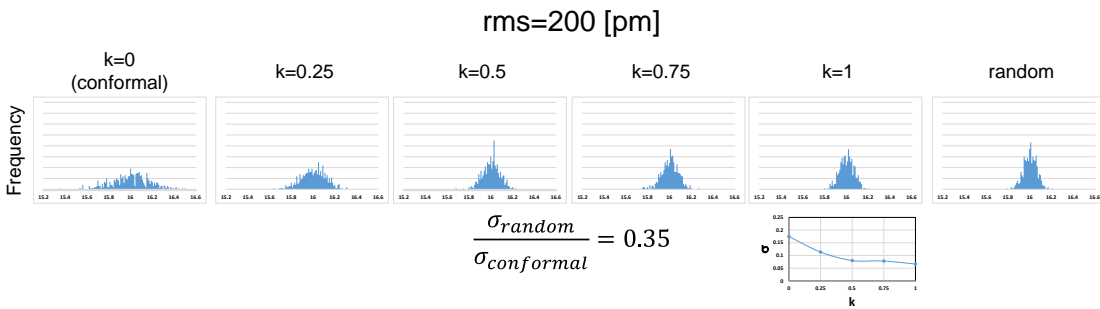 rms=200 [pm]
k=0
(conformal)
k=0.25
k=0.5
k=0.75
k=1
random
Frequency
15.2 15.4 15.6 15.8 16 16.2 16.4 16.6
15.2 15.4 15.6 15.8 16 16.2 16.4 16.6
15.2 15.4 15.6 15.8 16 16.2 16.4 16.6
15.2 15.4 15.6 15.8 16 16.2 16.4 16.6
15.2 15.4 15.6 15.8 16 16.2 16.4 16.6
15.2 15.4 15.6 15.8 16 16.2 16.4 16.6
σrandom
σconformal
= 0.35
σ
0.25
0.2
0.15
0.1
0.05
0
0 0.25 0.5 0.75 1
k